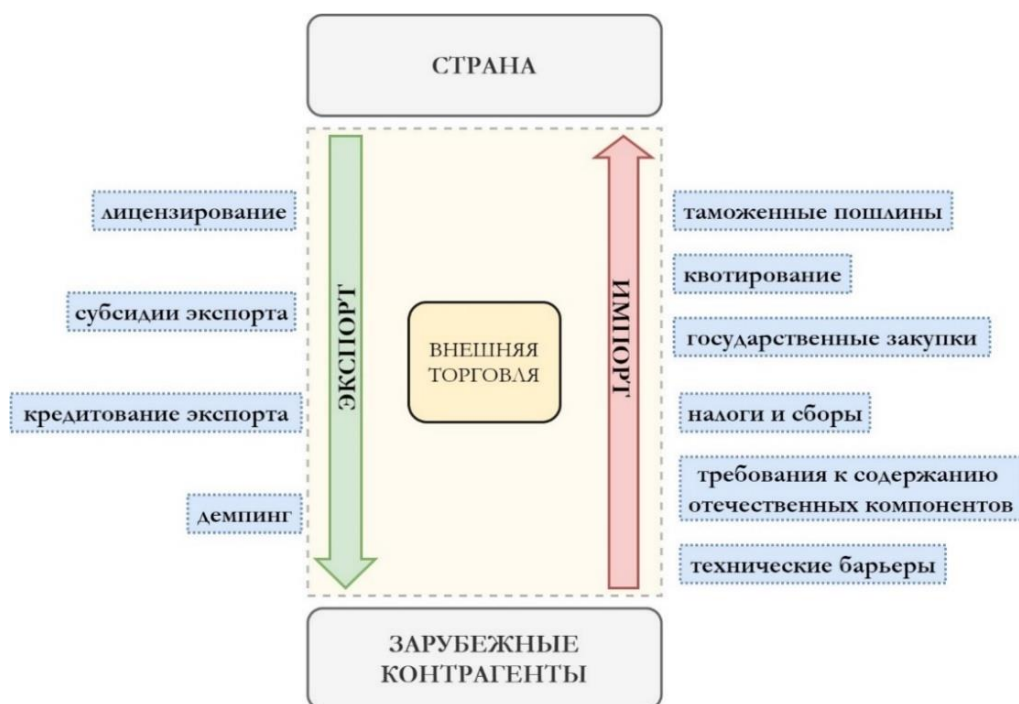 СТРАНА
лицензирование
субсидии экспорта
кредитование экспорта
демпинг
ЭКСПОРТ
ВНЕШНЯЯ
ТОРГОВЛЯ
ИМПОРТ
таможенные пошлины
квотирование
государственные закупки
налоги и сборы
требования к содержанию
отечественных компонентов
технические барьеры
ЗАРУБЕЖНЫЕ
КОНТРАГЕНТЫ